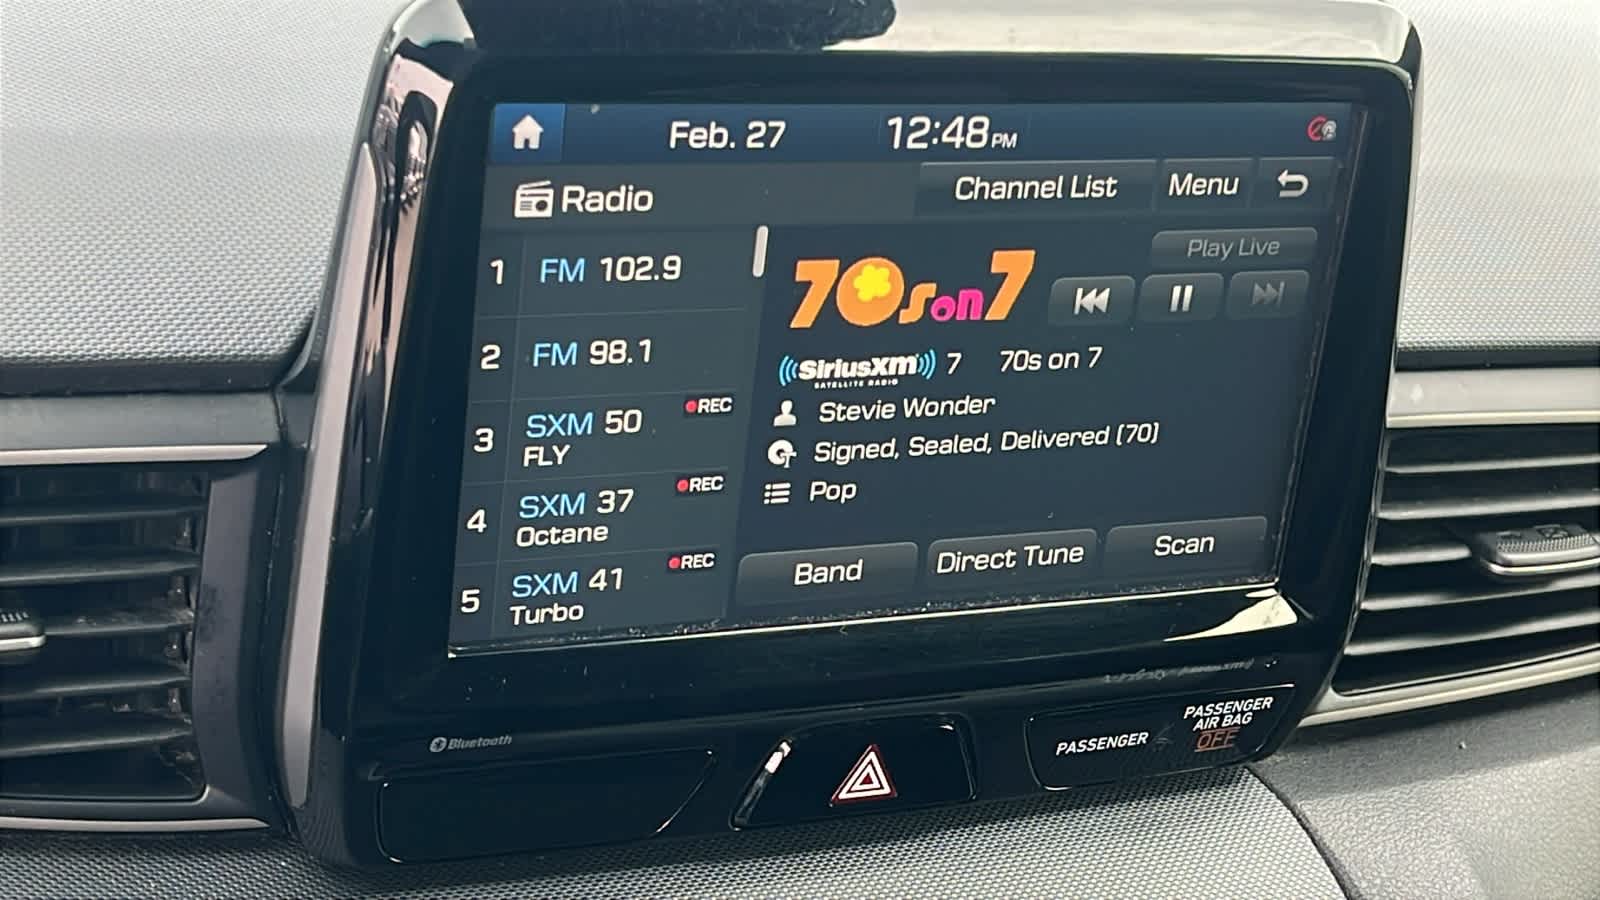 Feb. 27
12:48 PM
Radio
Channel List
Menu
1 FM 102.9
2 FM 98.1
3 SXM 50
REC
FLY
4 SXM 37
REC
Octane
5 SXM 41
REC
Turbo
70s on 7
Play Live
((SiriusXM)) 7 70s on 7
SATELLITE RADIO
Stevie Wonder
Signed, Sealed, Delivered (70)
Pop
Band
Direct Tune
Scan
Bluetooth
PASSENGER
PASSENGER
AIR BAG
OFF